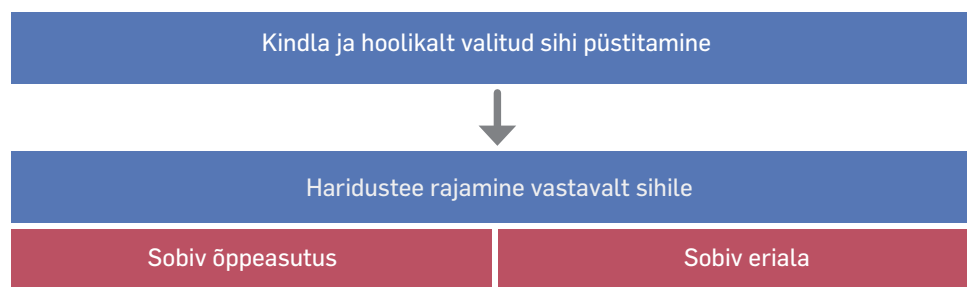 Kindla ja hoolikalt valitud sihi püstitamine
Haridustee rajamine vastavalt sihile
Sobiv õppeasutus
Sobiv eriala